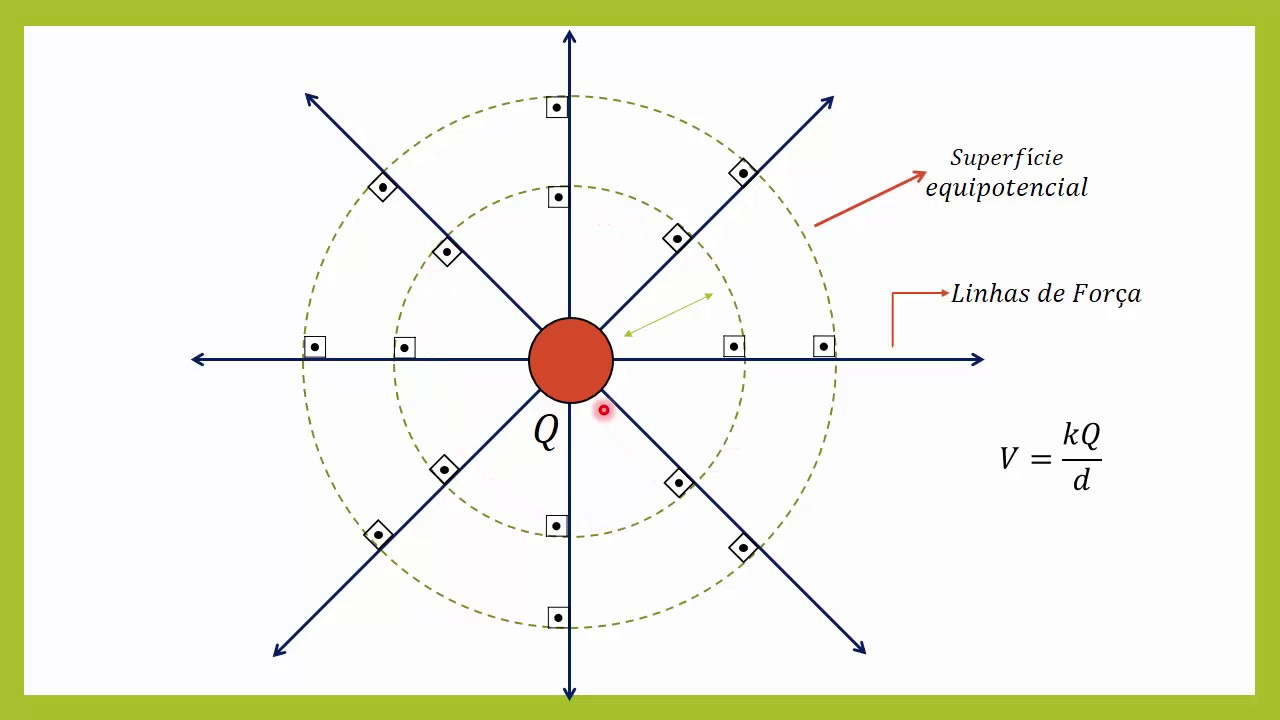 Superfície
equipotencial
Linhas de Força
Q
V = kQ/d